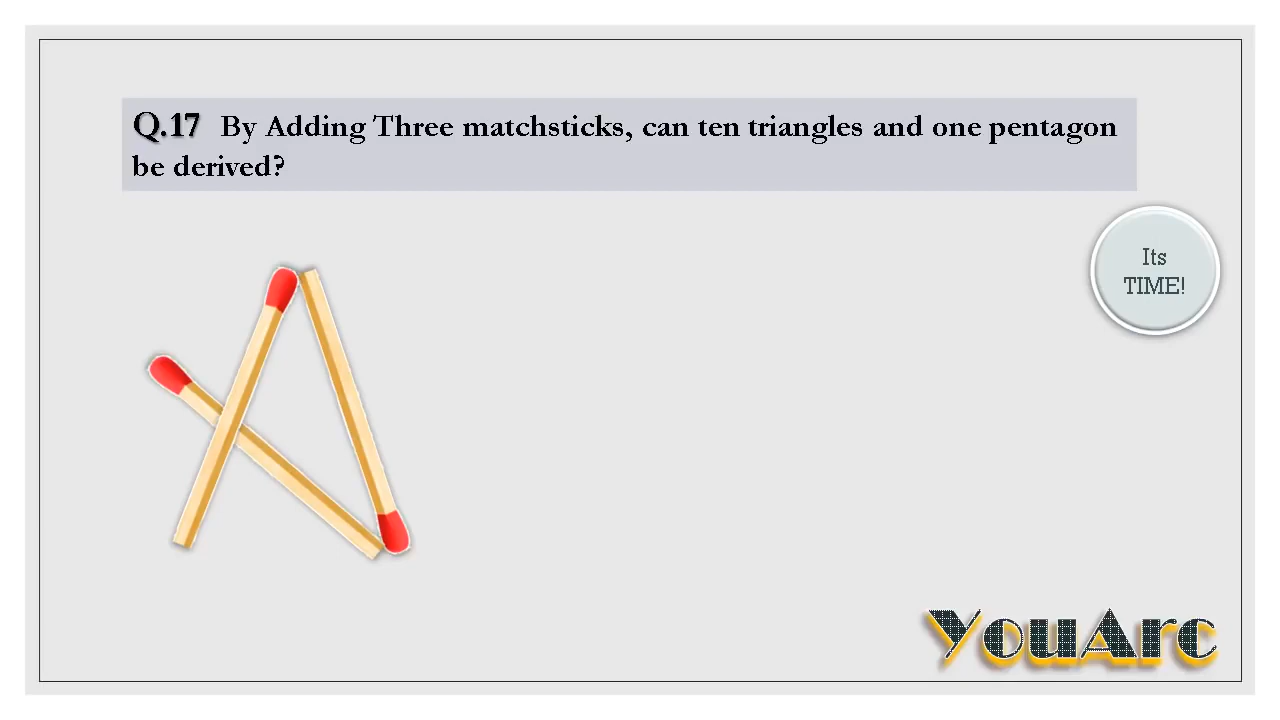 Q.17 By Adding Three matchsticks, can ten triangles and one pentagon
be derived?
Its
TIME!
YouArc